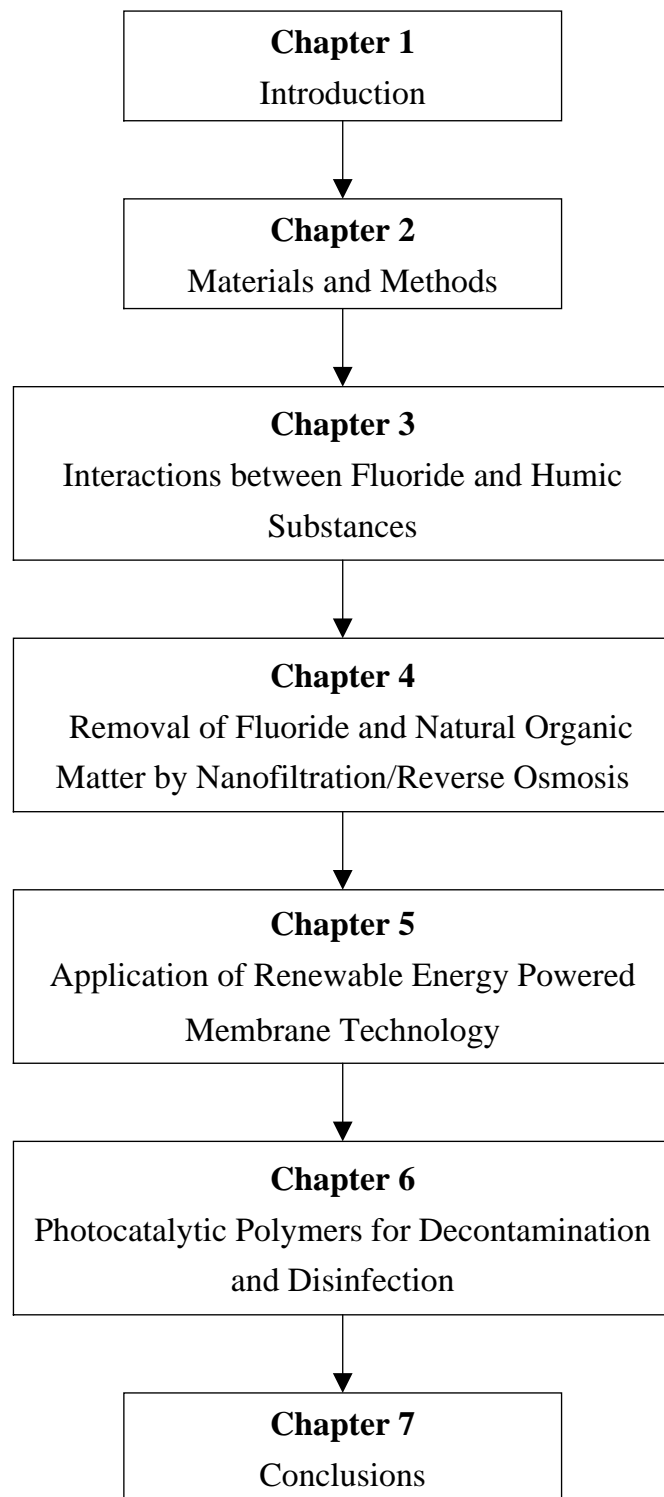 Chapter 1
Introduction
Chapter 2
Materials and Methods
Chapter 3
Interactions between Fluoride and Humic
Substances
Chapter 4
Removal of Fluoride and Natural Organic
Matter by Nanofiltration/Reverse Osmosis
Chapter 5
Application of Renewable Energy Powered
Membrane Technology
Chapter 6
Photocatalytic Polymers for Decontamination
and Disinfection
Chapter 7
Conclusions